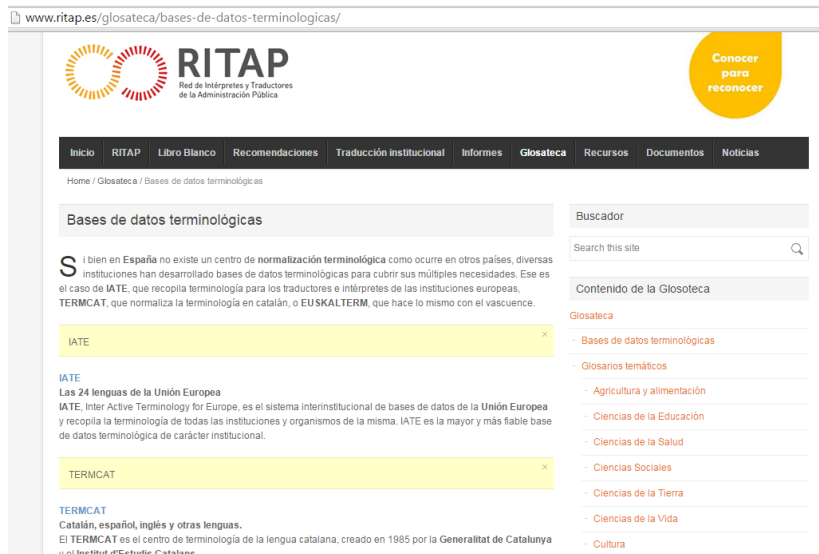 www.ritap.es/glosateca/bases-de-datos-terminologicas/
RITAP
Red de Intérpretes y Traductores
de la Administración Pública
Conocer
para
reconocer
Inicio RITAP Libro Blanco Recomendaciones Traducción institucional Informes Glosateca Recursos Documentos Noticias
Home / Glosateca / Bases de datos terminológicas
Bases de datos terminológicas
Si bien en España no existe un centro de normalización terminológica como ocurre en otros países, diversas
instituciones han desarrollado bases de datos terminológicas para cubrir sus múltiples necesidades. Ese es
el caso de IATE, que recopila terminología para los traductores e intérpretes de las instituciones europeas,
TERMCAT, que normaliza la terminología en catalán, o EUSKALTERM, que hace lo mismo con el vascuence.
IATE
×
IATE
Las 24 lenguas de la Unión Europea
IATE, Inter Active Terminology for Europe, es el sistema interinstitucional de bases de datos de la Unión Europea
y recopila la terminología de todas las instituciones y organismos de la misma. IATE es la mayor y más fiable base
de datos terminológica de carácter institucional.
TERMCAT
×
TERMCAT
Catalán, español, inglés y otras lenguas.
El TERMCAT es el centro de terminología de la lengua catalana, creado en 1985 por la Generalitat de Catalunya
y el Institut d'Estudis Catalans
Buscador
Search this site
Contenido de la Glosoteca
Glosateca
Bases de datos terminológicas
Glosarios temáticos
Agricultura y alimentación
Ciencias de la Educación
Ciencias de la Salud
Ciencias Sociales
Ciencias de la Tierra
Ciencias de la Vida
Cultura